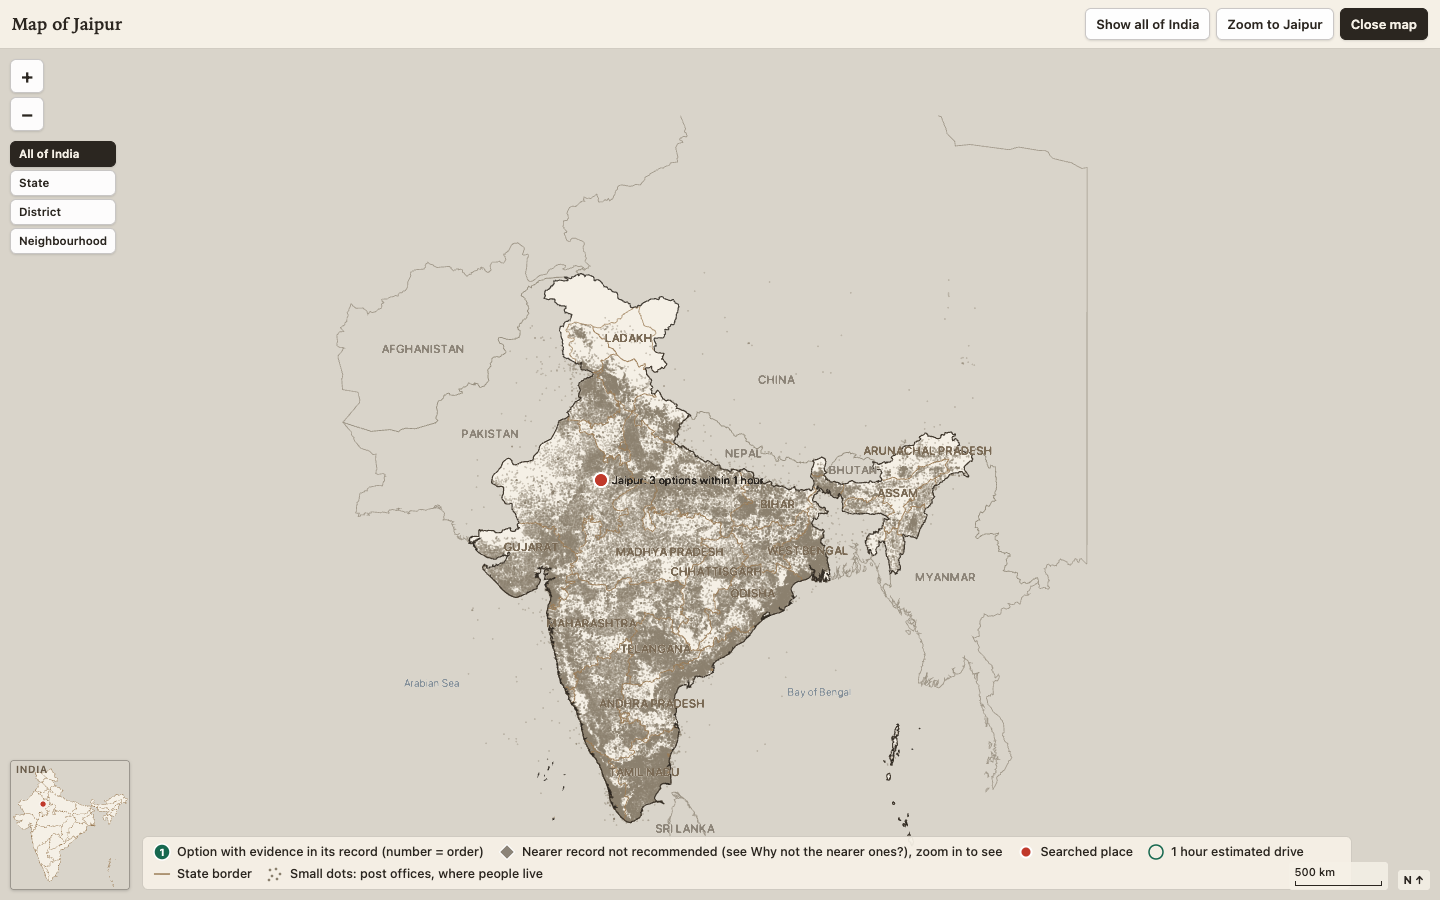 Map of Jaipur
Show all of India
Zoom to Jaipur
Close map
+
−
All of India
State
District
Neighbourhood
LADAKH
AFGHANISTAN
CHINA
PAKISTAN
NEPAL
ARUNACHAL PRADESH
BHUTAN
Jaipur: 3 options within 1 hour
ASSAM
BIHAR
GUJARAT
MADHYA PRADESH
WEST BENGAL
CHHATTISGARH
MYANMAR
ODISHA
MAHARASHTRA
TELANGANA
Arabian Sea
Bay of Bengal
ANDHRA PRADESH
TAMIL NADU
SRI LANKA
INDIA
1 Option with evidence in its record (number = order)
Nearer record not recommended (see Why not the nearer ones?), zoom in to see
Searched place
1 hour estimated drive
State border
Small dots: post offices, where people live
500 km
N ↑